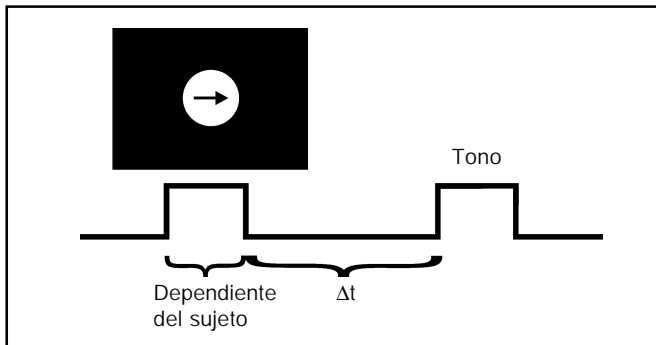 Tono
Dependiente
del sujeto
Δt